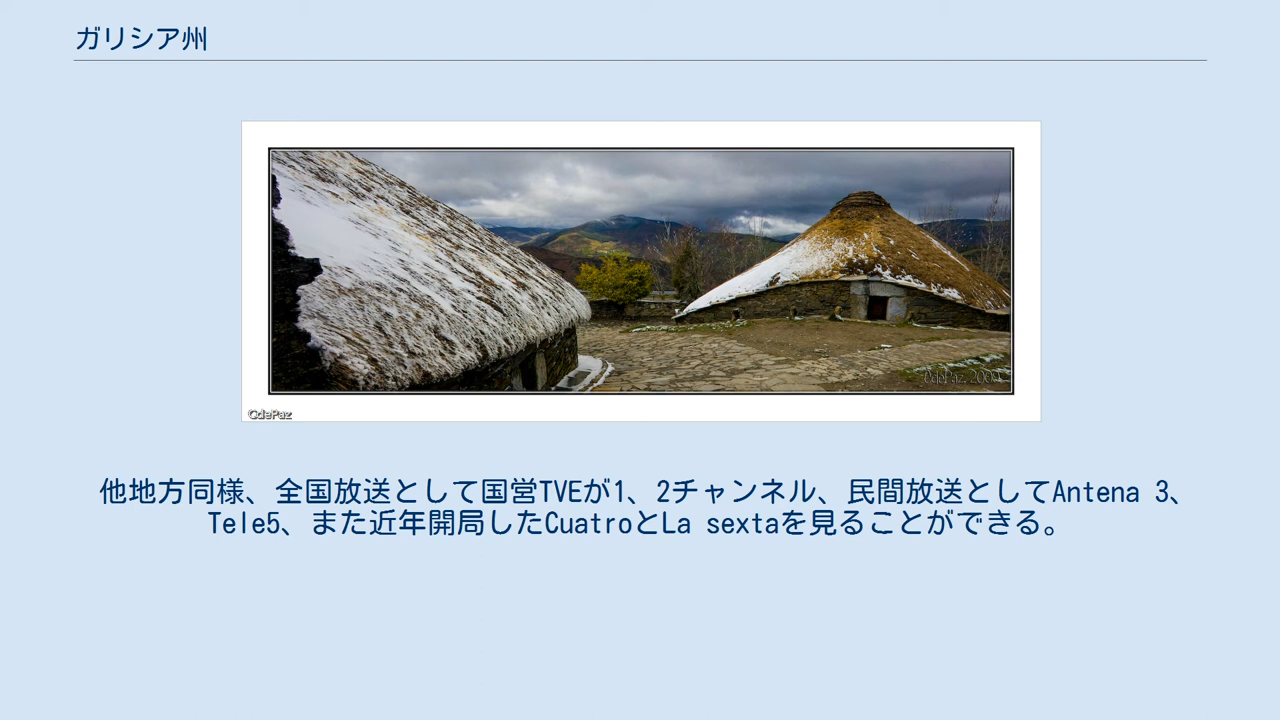 ガリシア州
CdePaz 2009
CdePaz
他地方同様、全国放送として国営TVEが1、2チャンネル、民間放送としてAntena 3、
Tele5、また近年開局したCuatroとLa sextaを見ることができる。